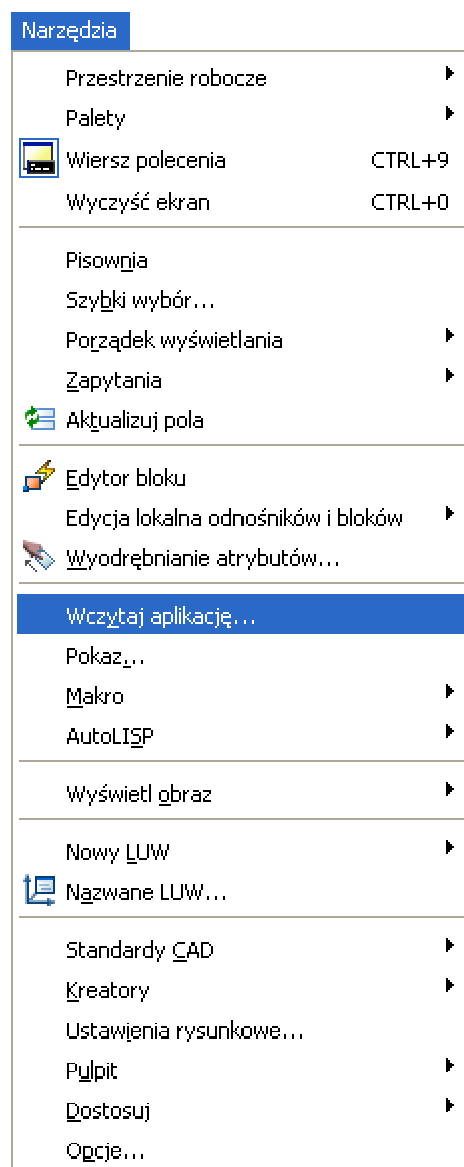 Narzędzia
Przestrzenie robocze
Palety
Wiersz polecenia CTRL+9
Wyczyść ekran CTRL+0
Pisownia
Szybki wybór...
Porządek wyświetlania
Zapytania
Aktualizuj pola
Edytor bloku
Edycja lokalna odnośników i bloków
Wyodrębnianie atrybutów...
Wczytaj aplikację...
Pokaz...
Makro
AutoLISP
Wyświetl obraz
Nowy LUW
Nazwane LUW...
Standardy CAD
Kreatory
Ustawienia rysunkowe...
Pulpit
Dostosuj
Opcje...